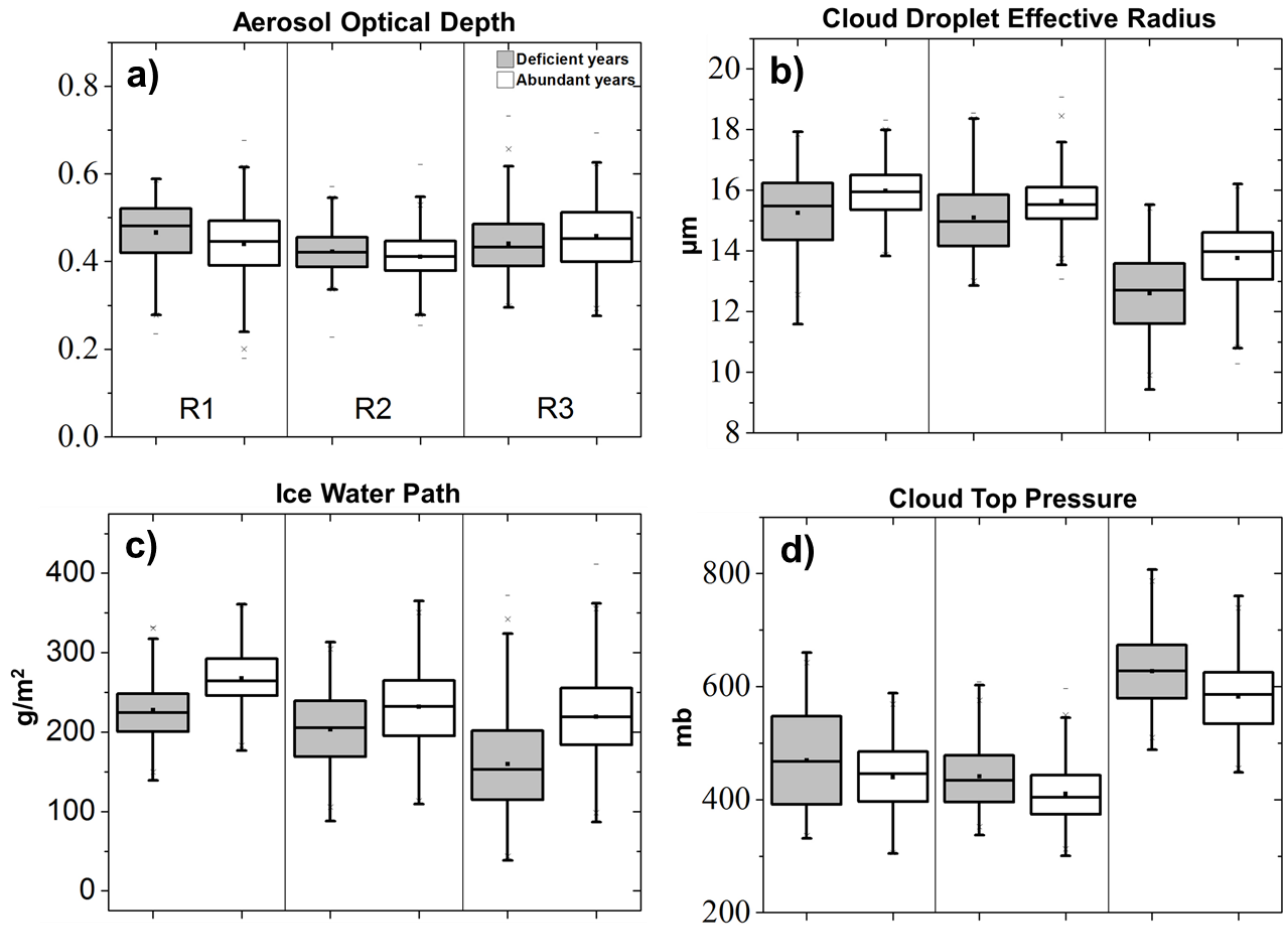 Aerosol Optical Depth
a)
Deficient years
Abundant years
0.8
0.6
0.4
0.2
0.0
R1
R2
R3
Cloud Droplet Effective Radius
b)
µm
20
18
16
14
12
10
8
Ice Water Path
c)
g/m²
400
300
200
100
0
Cloud Top Pressure
d)
mb
800
600
400
200